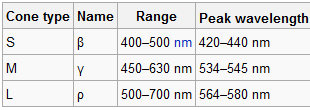 Cone type Name Range Peak wavelength
S β 400–500 nm 420–440 nm
M γ 450–630 nm 534–545 nm
L ρ 500–700 nm 564–580 nm